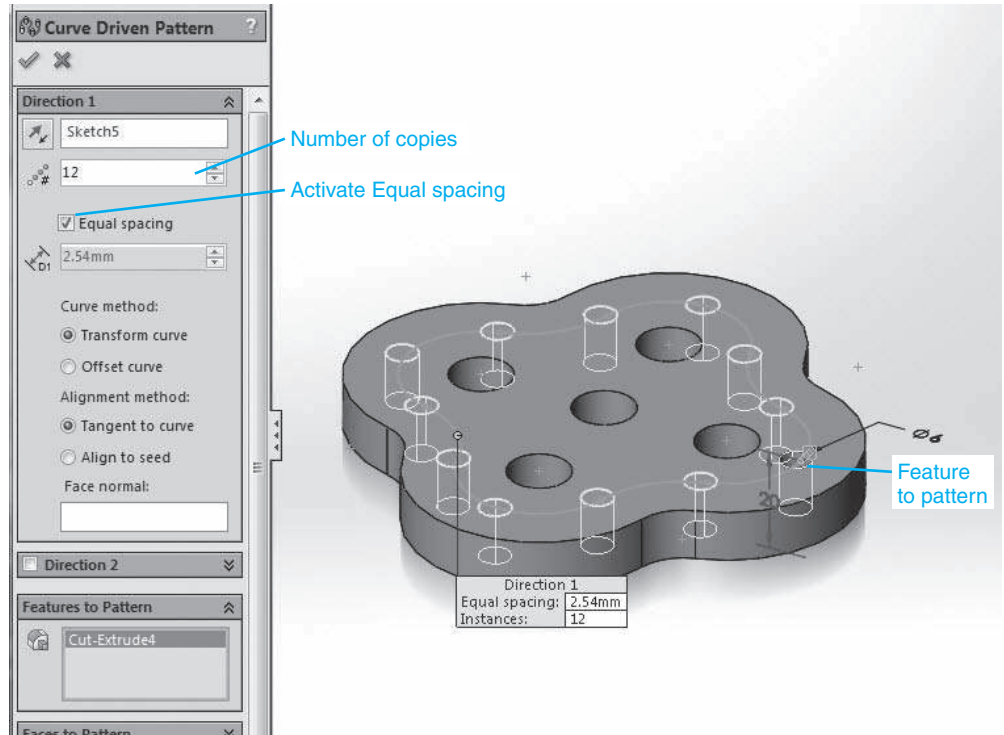 Curve Driven Pattern ?
Direction 1
Sketch5
12
Equal spacing
D1 2.54mm
Curve method:
Transform curve
Offset curve
Alignment method:
Tangent to curve
Align to seed
Face normal:
Direction 2
Features to Pattern
Cut-Extrude4
Faces to Pattern
Number of copies
Activate Equal spacing
⌀6
Feature
to pattern
20
Direction 1
Equal spacing: 2.54mm
Instances: 12